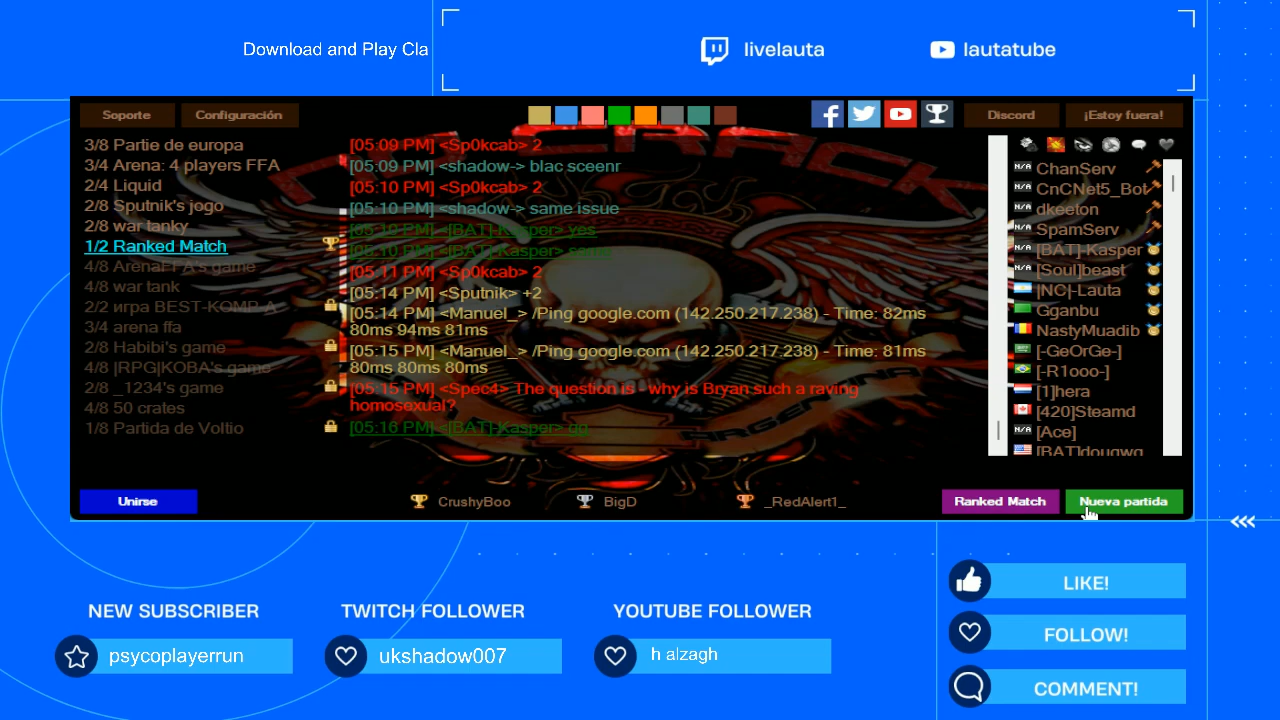 Download and Play Cla
livelauta
lautatube
Soporte
Configuración
Discord
¡Estoy fuera!
3/8 Partie de europa
3/4 Arena: 4 players FFA
2/4 Liquid
2/8 Sputnik's jogo
2/8 war tanky
1/2 Ranked Match
4/8 ArenaFFA's game
4/8 war tank
2/2 игра BEST-KOMP-A
3/4 arena ffa
2/8 Habibi's game
4/8 |RPG|KOBA's game
2/8 _1234's game
4/8 50 crates
1/8 Partida de Voltio
[05:09 PM] <Sp0kcab> 2
[05:09 PM] <shadow-> blac sceenr
[05:10 PM] <Sp0kcab> 2
[05:10 PM] <shadow-> same issue
[05:10 PM] <[BAT]-Kasper> yes
[05:10 PM] <[BAT]-Kasper> same
[05:11 PM] <Sp0kcab> 2
[05:14 PM] <Sputnik> +2
[05:14 PM] <Manuel_> /Ping google.com (142.250.217.238) - Time: 82ms
80ms 94ms 81ms
[05:15 PM] <Manuel_> /Ping google.com (142.250.217.238) - Time: 81ms
80ms 80ms 80ms
[05:15 PM] <Spec4> The question is - why is Bryan such a raving
homosexual?
[05:16 PM] <[BAT]-Kasper> gg
N/A ChanServ
N/A CnCNet5_Bot
N/A dkeeton
N/A SpamServ
N/A [BAT]-Kasper
N/A [Soul]beast
|NC|-Lauta
Gganbu
NastyMuadib
[-GeOrGe-]
[-R1ooo-]
[1]hera
[420]Steamd
N/A [Ace]
[BAT]dougwg
Unirse
CrushyBoo
BigD
_RedAlert1_
Ranked Match
Nueva partida
NEW SUBSCRIBER
psycoplayerrun
TWITCH FOLLOWER
ukshadow007
YOUTUBE FOLLOWER
h alzagh
LIKE!
FOLLOW!
COMMENT!